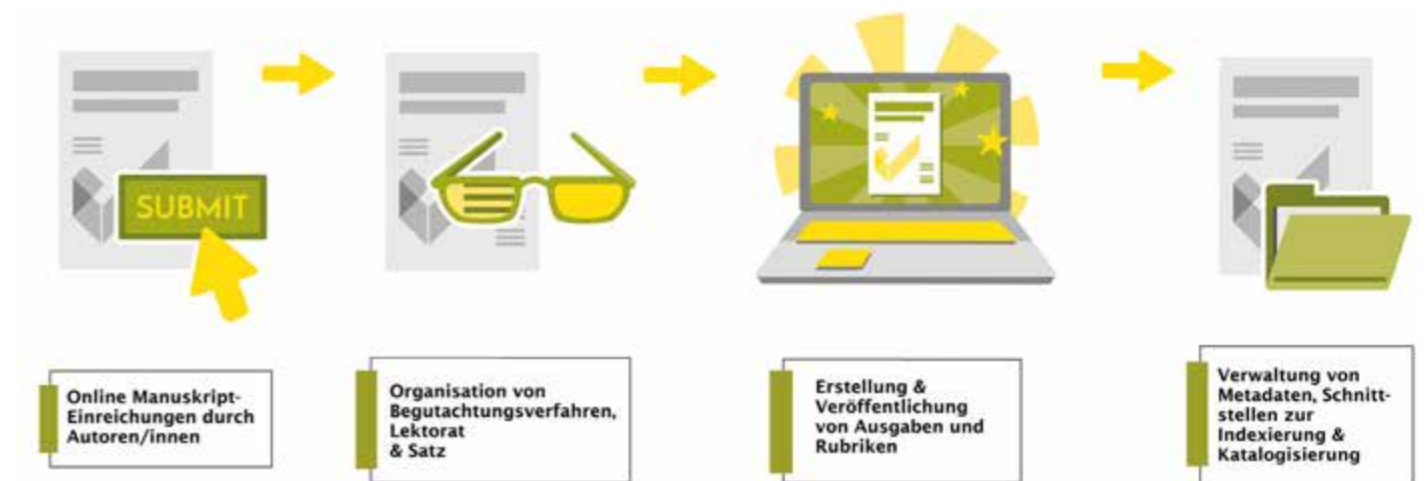 SUBMIT
Online Manuskript-
Einreichungen durch
Autoren/innen
Organisation von
Begutachtungsverfahren,
Lektorat
& Satz
Erstellung &
Veröffentlichung
von Ausgaben und
Rubriken
Verwaltung von
Metadaten, Schnitt-
stellen zur
Indexierung &
Katalogisierung